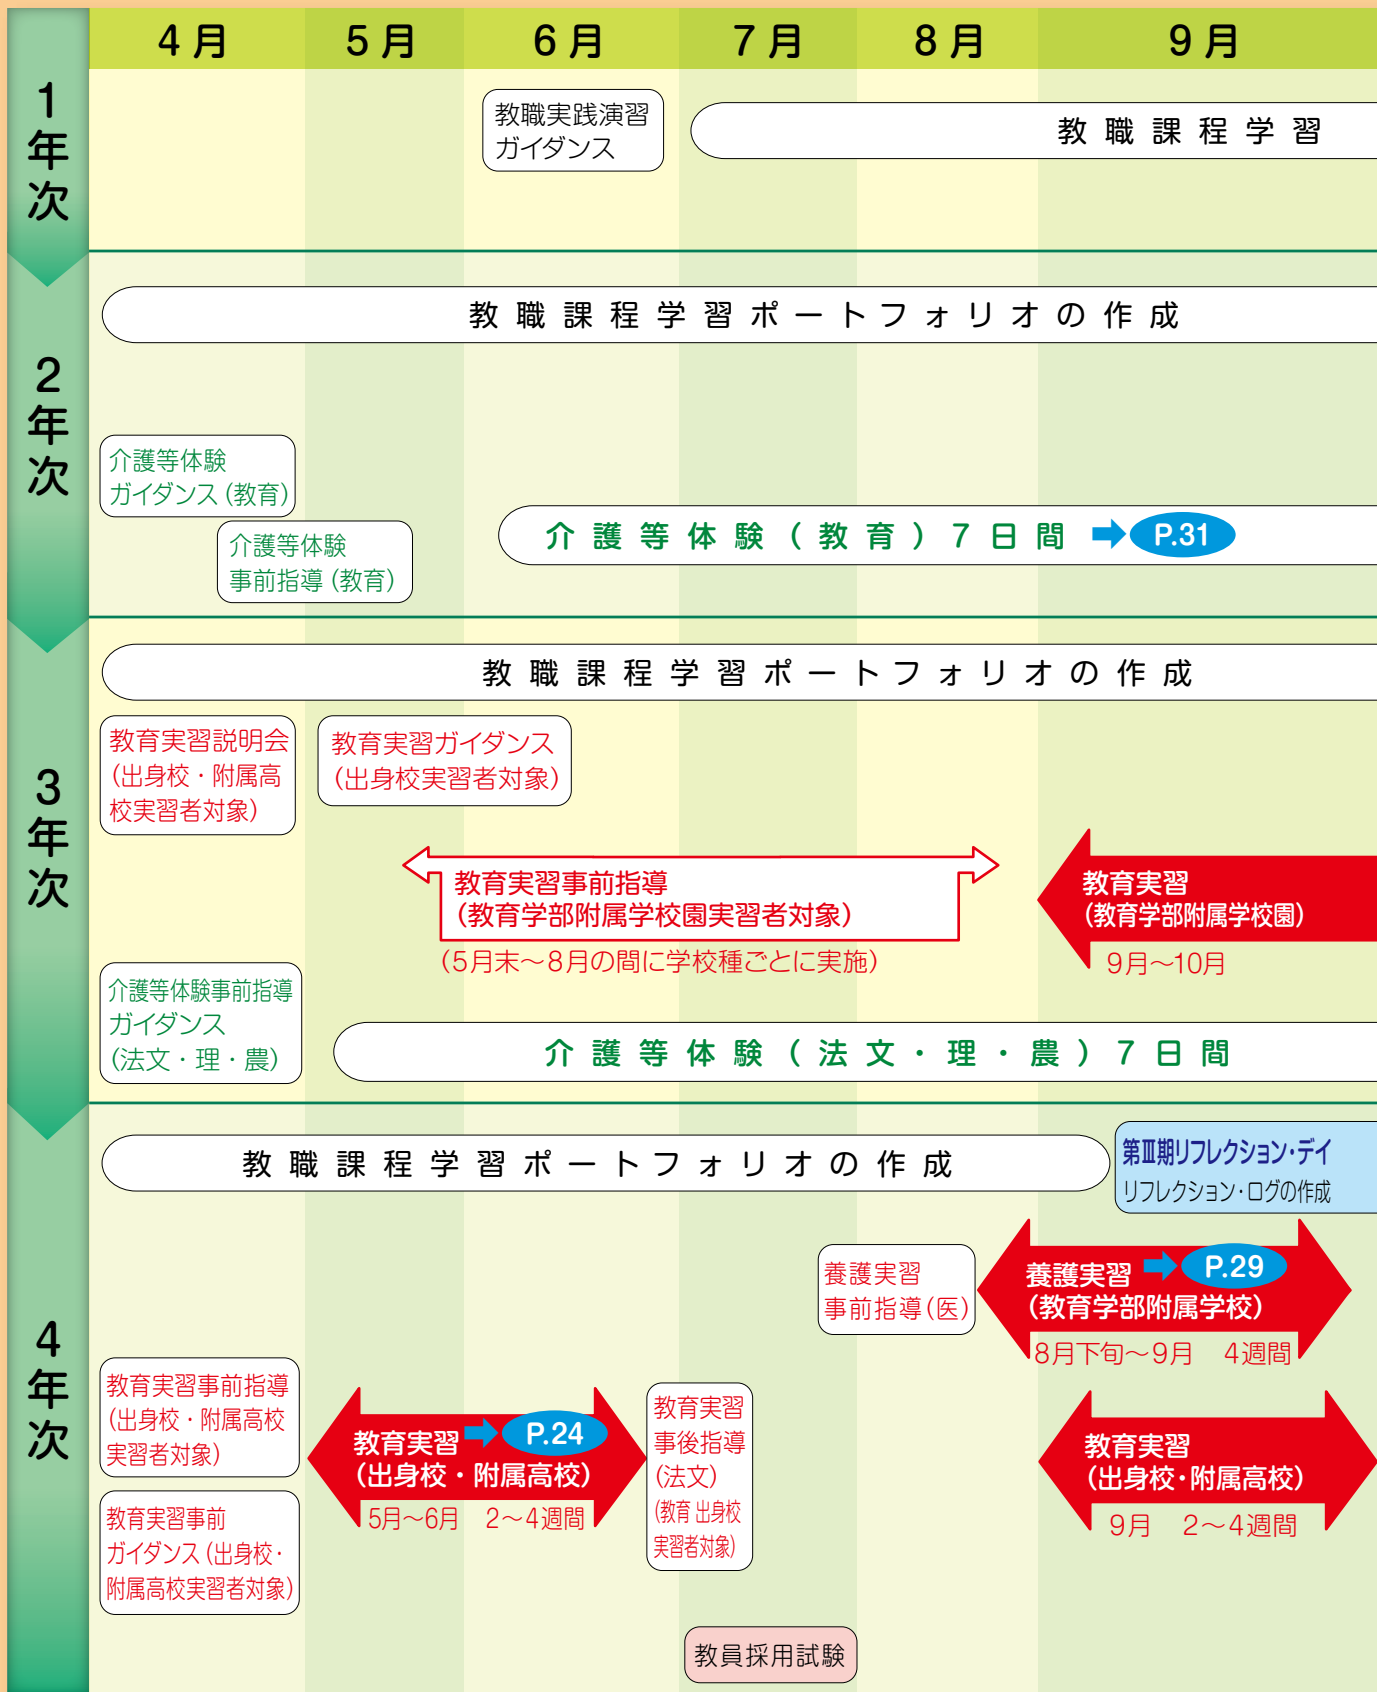 4月 5月 6月 7月 8月 9月
1年次
教職実践演習
ガイダンス
教職課程学習
2年次
教職課程学習ポートフォリオの作成
介護等体験
ガイダンス(教育)
介護等体験
事前指導(教育)
介護等体験(教育)7日間 P.31
3年次
教職課程学習ポートフォリオの作成
教育実習説明会
(出身校・附属高
校実習者対象)
教育実習ガイダンス
(出身校実習者対象)
教育実習事前指導
(教育学部附属学校園実習者対象)
(5月末〜8月の間に学校種ごとに実施)
教育実習
(教育学部附属学校園)
9月〜10月
介護等体験事前指導
ガイダンス
(法文・理・農)
介護等体験(法文・理・農)7日間
4年次
教職課程学習ポートフォリオの作成
第Ⅲ期リフレクション・デイ
リフレクション・ログの作成
養護実習
事前指導(医)
養護実習 P.29
(教育学部附属学校)
8月下旬〜9月 4週間
教育実習事前指導
(出身校・附属高校
実習者対象)
教育実習 P.24
(出身校・附属高校)
5月〜6月 2〜4週間
教育実習
事後指導
(法文)
(教育 出身校
実習者対象)
教育実習
(出身校・附属高校)
9月 2〜4週間
教育実習事前
ガイダンス(出身校・
附属高校実習者対象)
教員採用試験